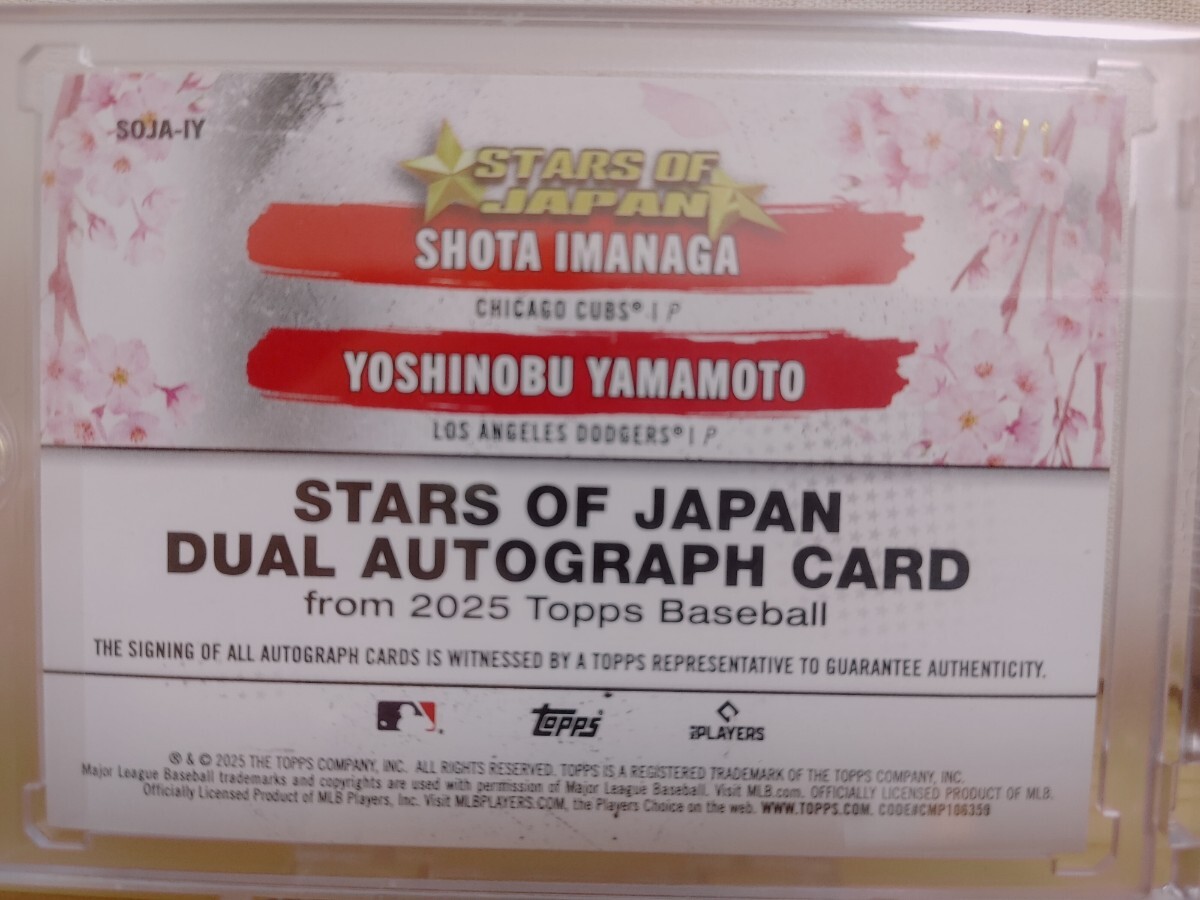 SOJA-IY
1/1
STARS OF
JAPAN
SHOTA IMANAGA
CHICAGO CUBS® | P
YOSHINOBU YAMAMOTO
LOS ANGELES DODGERS® | P
STARS OF JAPAN
DUAL AUTOGRAPH CARD
from 2025 Topps Baseball
THE SIGNING OF ALL AUTOGRAPH CARDS IS WITNESSED BY A TOPPS REPRESENTATIVE TO GUARANTEE AUTHENTICITY.
topps
MLB PLAYERS
® & © 2025 THE TOPPS COMPANY, INC. ALL RIGHTS RESERVED. TOPPS IS A REGISTERED TRADEMARK OF THE TOPPS COMPANY, INC.
Major League Baseball trademarks and copyrights are used with permission of Major League Baseball. Visit MLB.com. OFFICIALLY LICENSED PRODUCT OF MLB.
Officially Licensed Product of MLB Players, Inc. Visit MLBPLAYERS.COM, the Players Choice on the web. WWW.TOPPS.COM. CODE#CMP106359